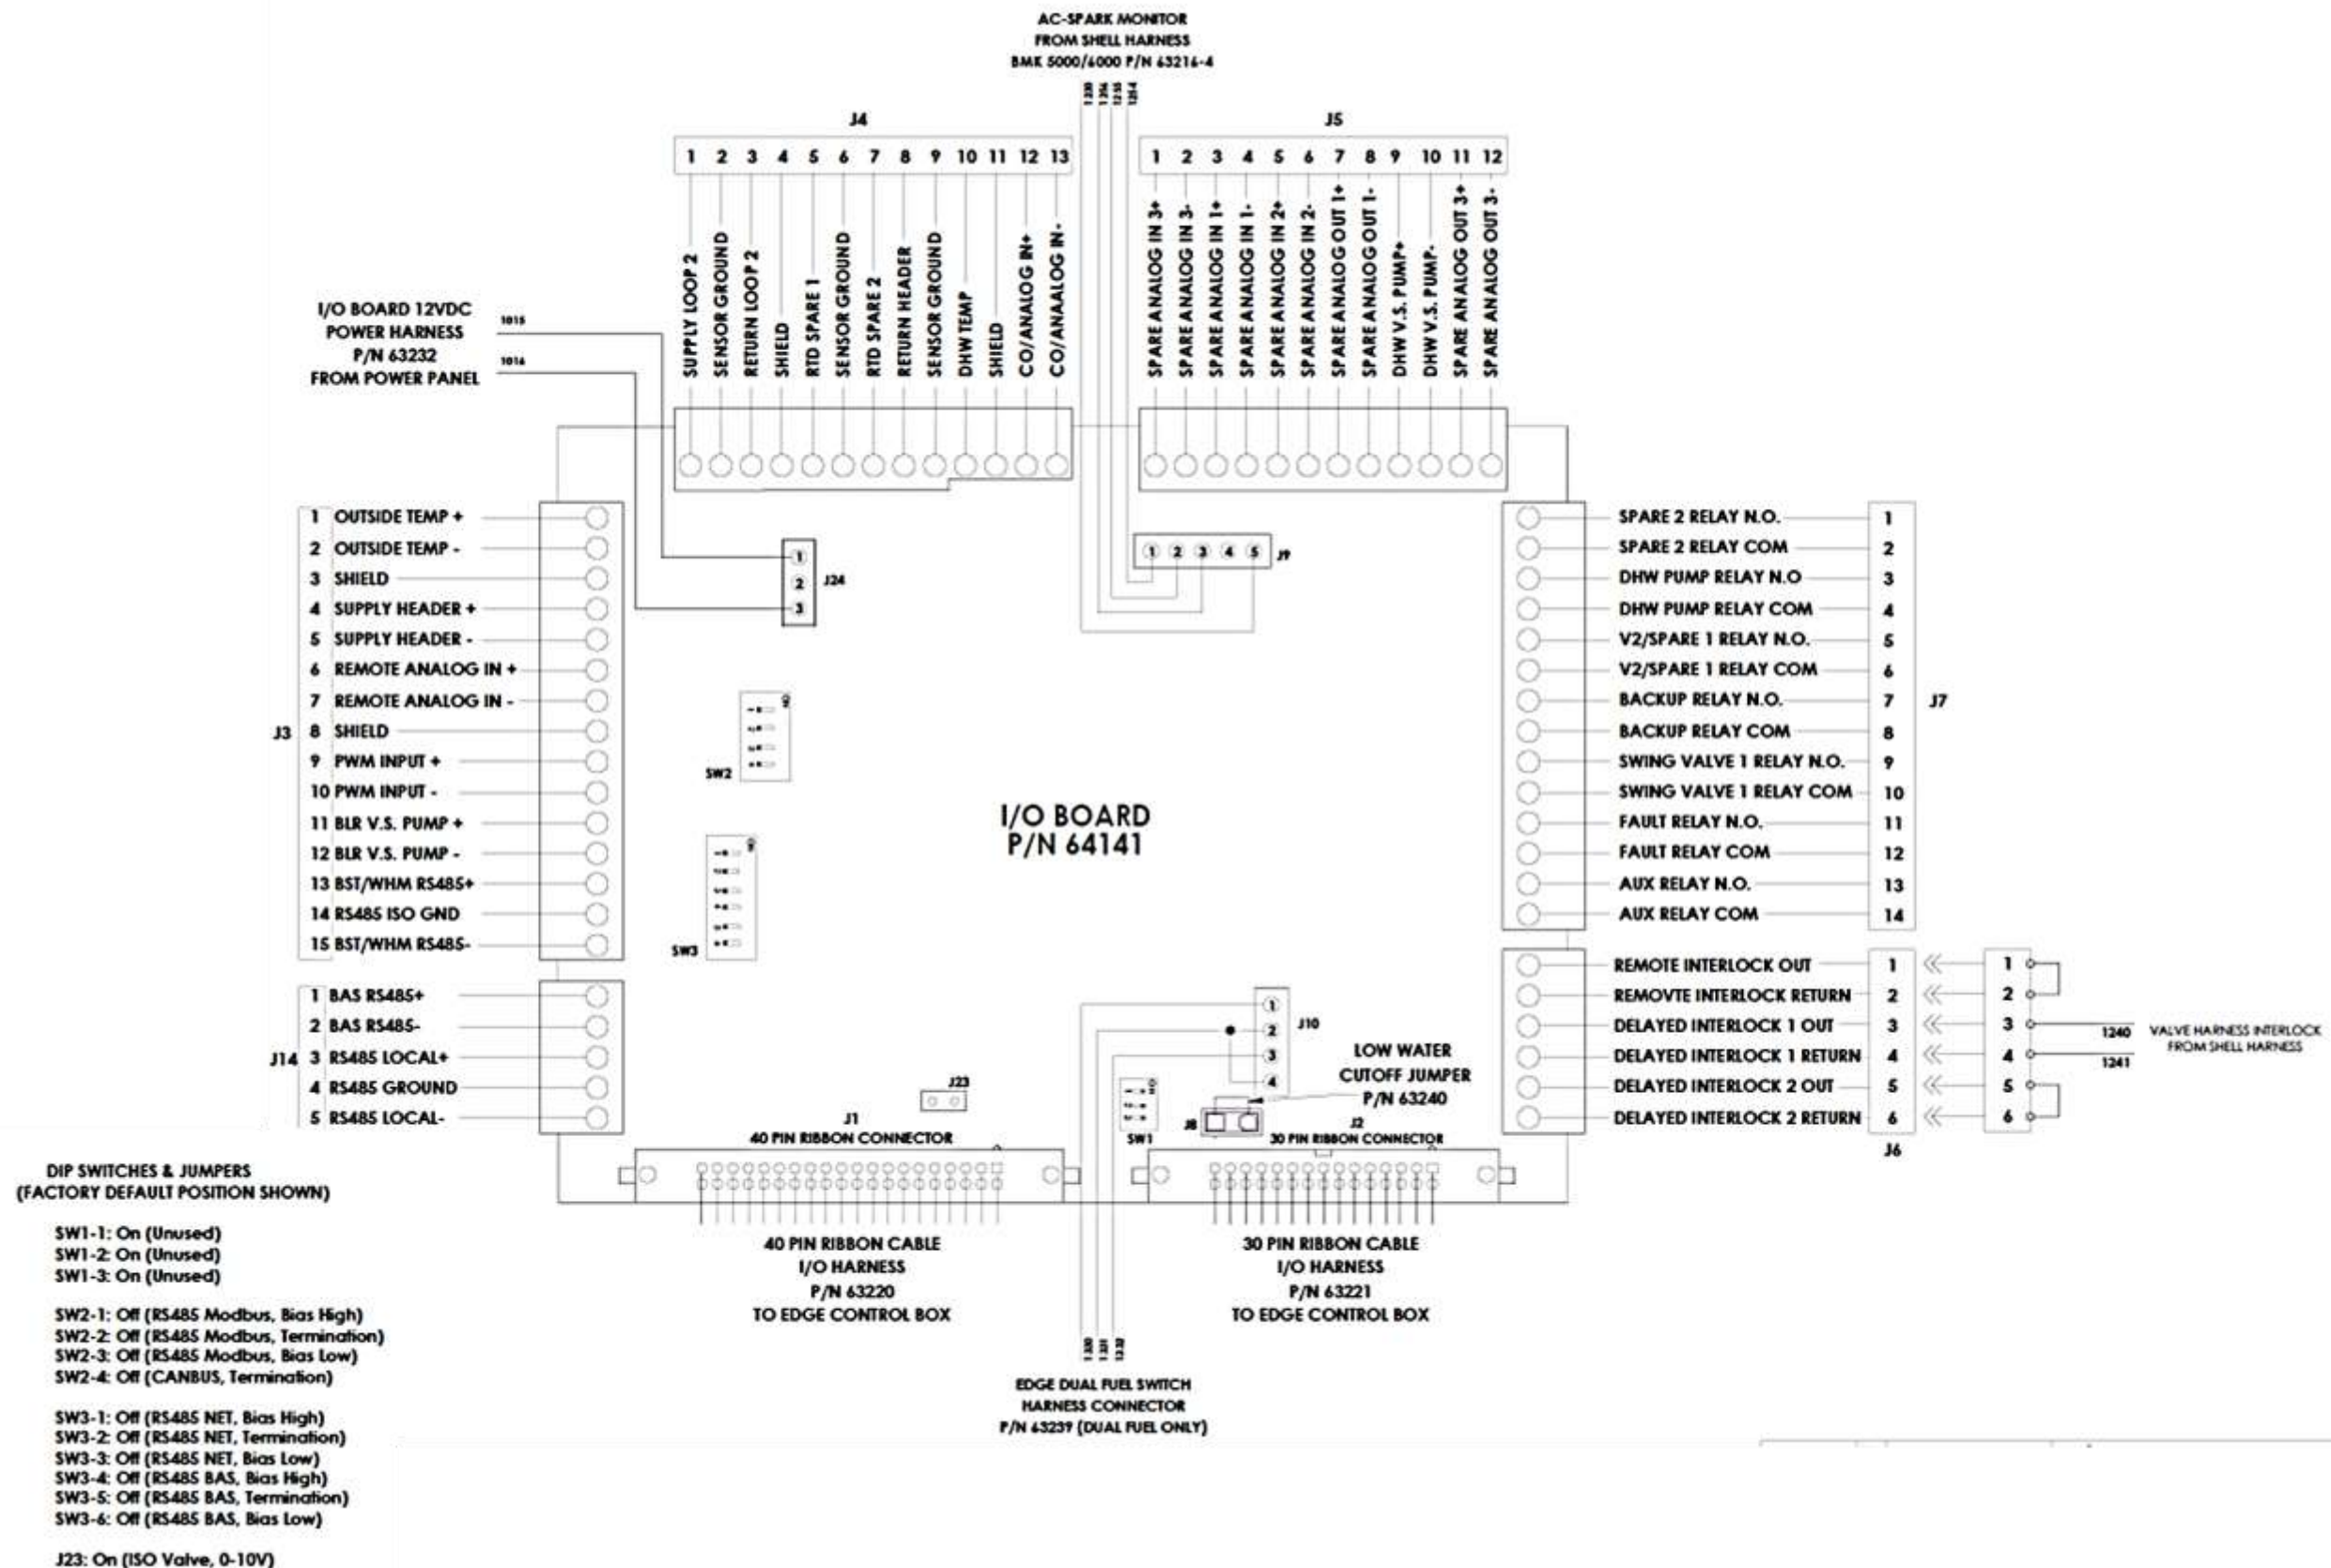 AC-SPARK MONITOR
FROM SHELL HARNESS
BMK 5000/6000 P/N 63216-4
1254
J4
J5
1 2 3 4 5 6 7 8 9 10 11 12 13
1 2 3 4 5 6 7 8 9 10 11 12
SUPPLY LOOP 2
SENSOR GROUND
RETURN LOOP 2
SHIELD
RTD SPARE 1
SENSOR GROUND
RTD SPARE 2
RETURN HEADER
SENSOR GROUND
DHW TEMP
SHIELD
CO/ANALOG IN+
CO/ANAALOG IN-
SPARE ANALOG IN 3+
SPARE ANALOG IN 3-
SPARE ANALOG IN 1+
SPARE ANALOG IN 1-
SPARE ANALOG IN 2+
SPARE ANALOG IN 2-
SPARE ANALOG OUT 1+
SPARE ANALOG OUT 1-
DHW V.S. PUMP+
DHW V.S. PUMP-
SPARE ANALOG OUT 3+
SPARE ANALOG OUT 3-
I/O BOARD 12VDC
POWER HARNESS
P/N 63232
FROM POWER PANEL
1015
1016
J3
1 OUTSIDE TEMP +
2 OUTSIDE TEMP -
3 SHIELD
4 SUPPLY HEADER +
5 SUPPLY HEADER -
6 REMOTE ANALOG IN +
7 REMOTE ANALOG IN -
8 SHIELD
9 PWM INPUT +
10 PWM INPUT -
11 BLR V.S. PUMP +
12 BLR V.S. PUMP -
13 BST/WHM RS485+
14 RS485 ISO GND
15 BST/WHM RS485-
J14
1 BAS RS485+
2 BAS RS485-
3 RS485 LOCAL+
4 RS485 GROUND
5 RS485 LOCAL-
1
2
3
J24
1 2 3 4 5
J9
SW2
SW3
I/O BOARD
P/N 64141
SPARE 2 RELAY N.O. 1
SPARE 2 RELAY COM 2
DHW PUMP RELAY N.O 3
DHW PUMP RELAY COM 4
V2/SPARE 1 RELAY N.O. 5
V2/SPARE 1 RELAY COM 6
BACKUP RELAY N.O. 7
BACKUP RELAY COM 8
SWING VALVE 1 RELAY N.O. 9
SWING VALVE 1 RELAY COM 10
FAULT RELAY N.O. 11
FAULT RELAY COM 12
AUX RELAY N.O. 13
AUX RELAY COM 14
J7
REMOTE INTERLOCK OUT 1 1
REMOVTE INTERLOCK RETURN 2 2
DELAYED INTERLOCK 1 OUT 3 3
DELAYED INTERLOCK 1 RETURN 4 4
DELAYED INTERLOCK 2 OUT 5 5
DELAYED INTERLOCK 2 RETURN 6 6
J6
1240
1241
VALVE HARNESS INTERLOCK
FROM SHELL HARNESS
1
2
3
4
J10
LOW WATER
CUTOFF JUMPER
P/N 63240
J23
SW1
J8
J1
40 PIN RIBBON CONNECTOR
J2
30 PIN RIBBON CONNECTOR
40 PIN RIBBON CABLE
I/O HARNESS
P/N 63220
TO EDGE CONTROL BOX
30 PIN RIBBON CABLE
I/O HARNESS
P/N 63221
TO EDGE CONTROL BOX
EDGE DUAL FUEL SWITCH
HARNESS CONNECTOR
P/N 63239 (DUAL FUEL ONLY)
DIP SWITCHES & JUMPERS
(FACTORY DEFAULT POSITION SHOWN)
SW1-1: On (Unused)
SW1-2: On (Unused)
SW1-3: On (Unused)
SW2-1: Off (RS485 Modbus, Bias High)
SW2-2: Off (RS485 Modbus, Termination)
SW2-3: Off (RS485 Modbus, Bias Low)
SW2-4: Off (CANBUS, Termination)
SW3-1: Off (RS485 NET, Bias High)
SW3-2: Off (RS485 NET, Termination)
SW3-3: Off (RS485 NET, Bias Low)
SW3-4: Off (RS485 BAS, Bias High)
SW3-5: Off (RS485 BAS, Termination)
SW3-6: Off (RS485 BAS, Bias Low)
J23: On (ISO Valve, 0-10V)